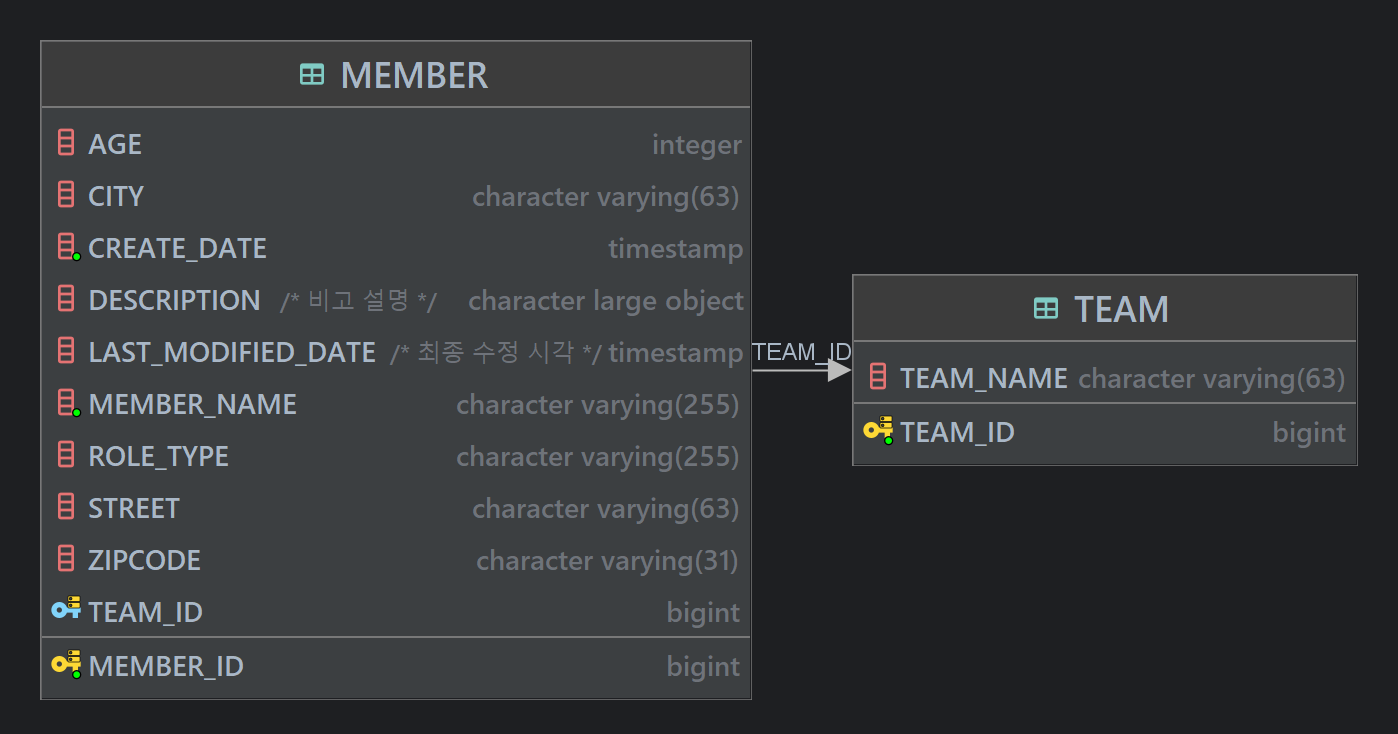 MEMBER
AGE integer
CITY character varying(63)
CREATE_DATE timestamp
DESCRIPTION /* 비고 설명 */ character large object
LAST_MODIFIED_DATE /* 최종 수정 시각 */ timestamp
MEMBER_NAME character varying(255)
ROLE_TYPE character varying(255)
STREET character varying(63)
ZIPCODE character varying(31)
TEAM_ID bigint
MEMBER_ID bigint
TEAM_ID
TEAM
TEAM_NAME character varying(63)
TEAM_ID bigint